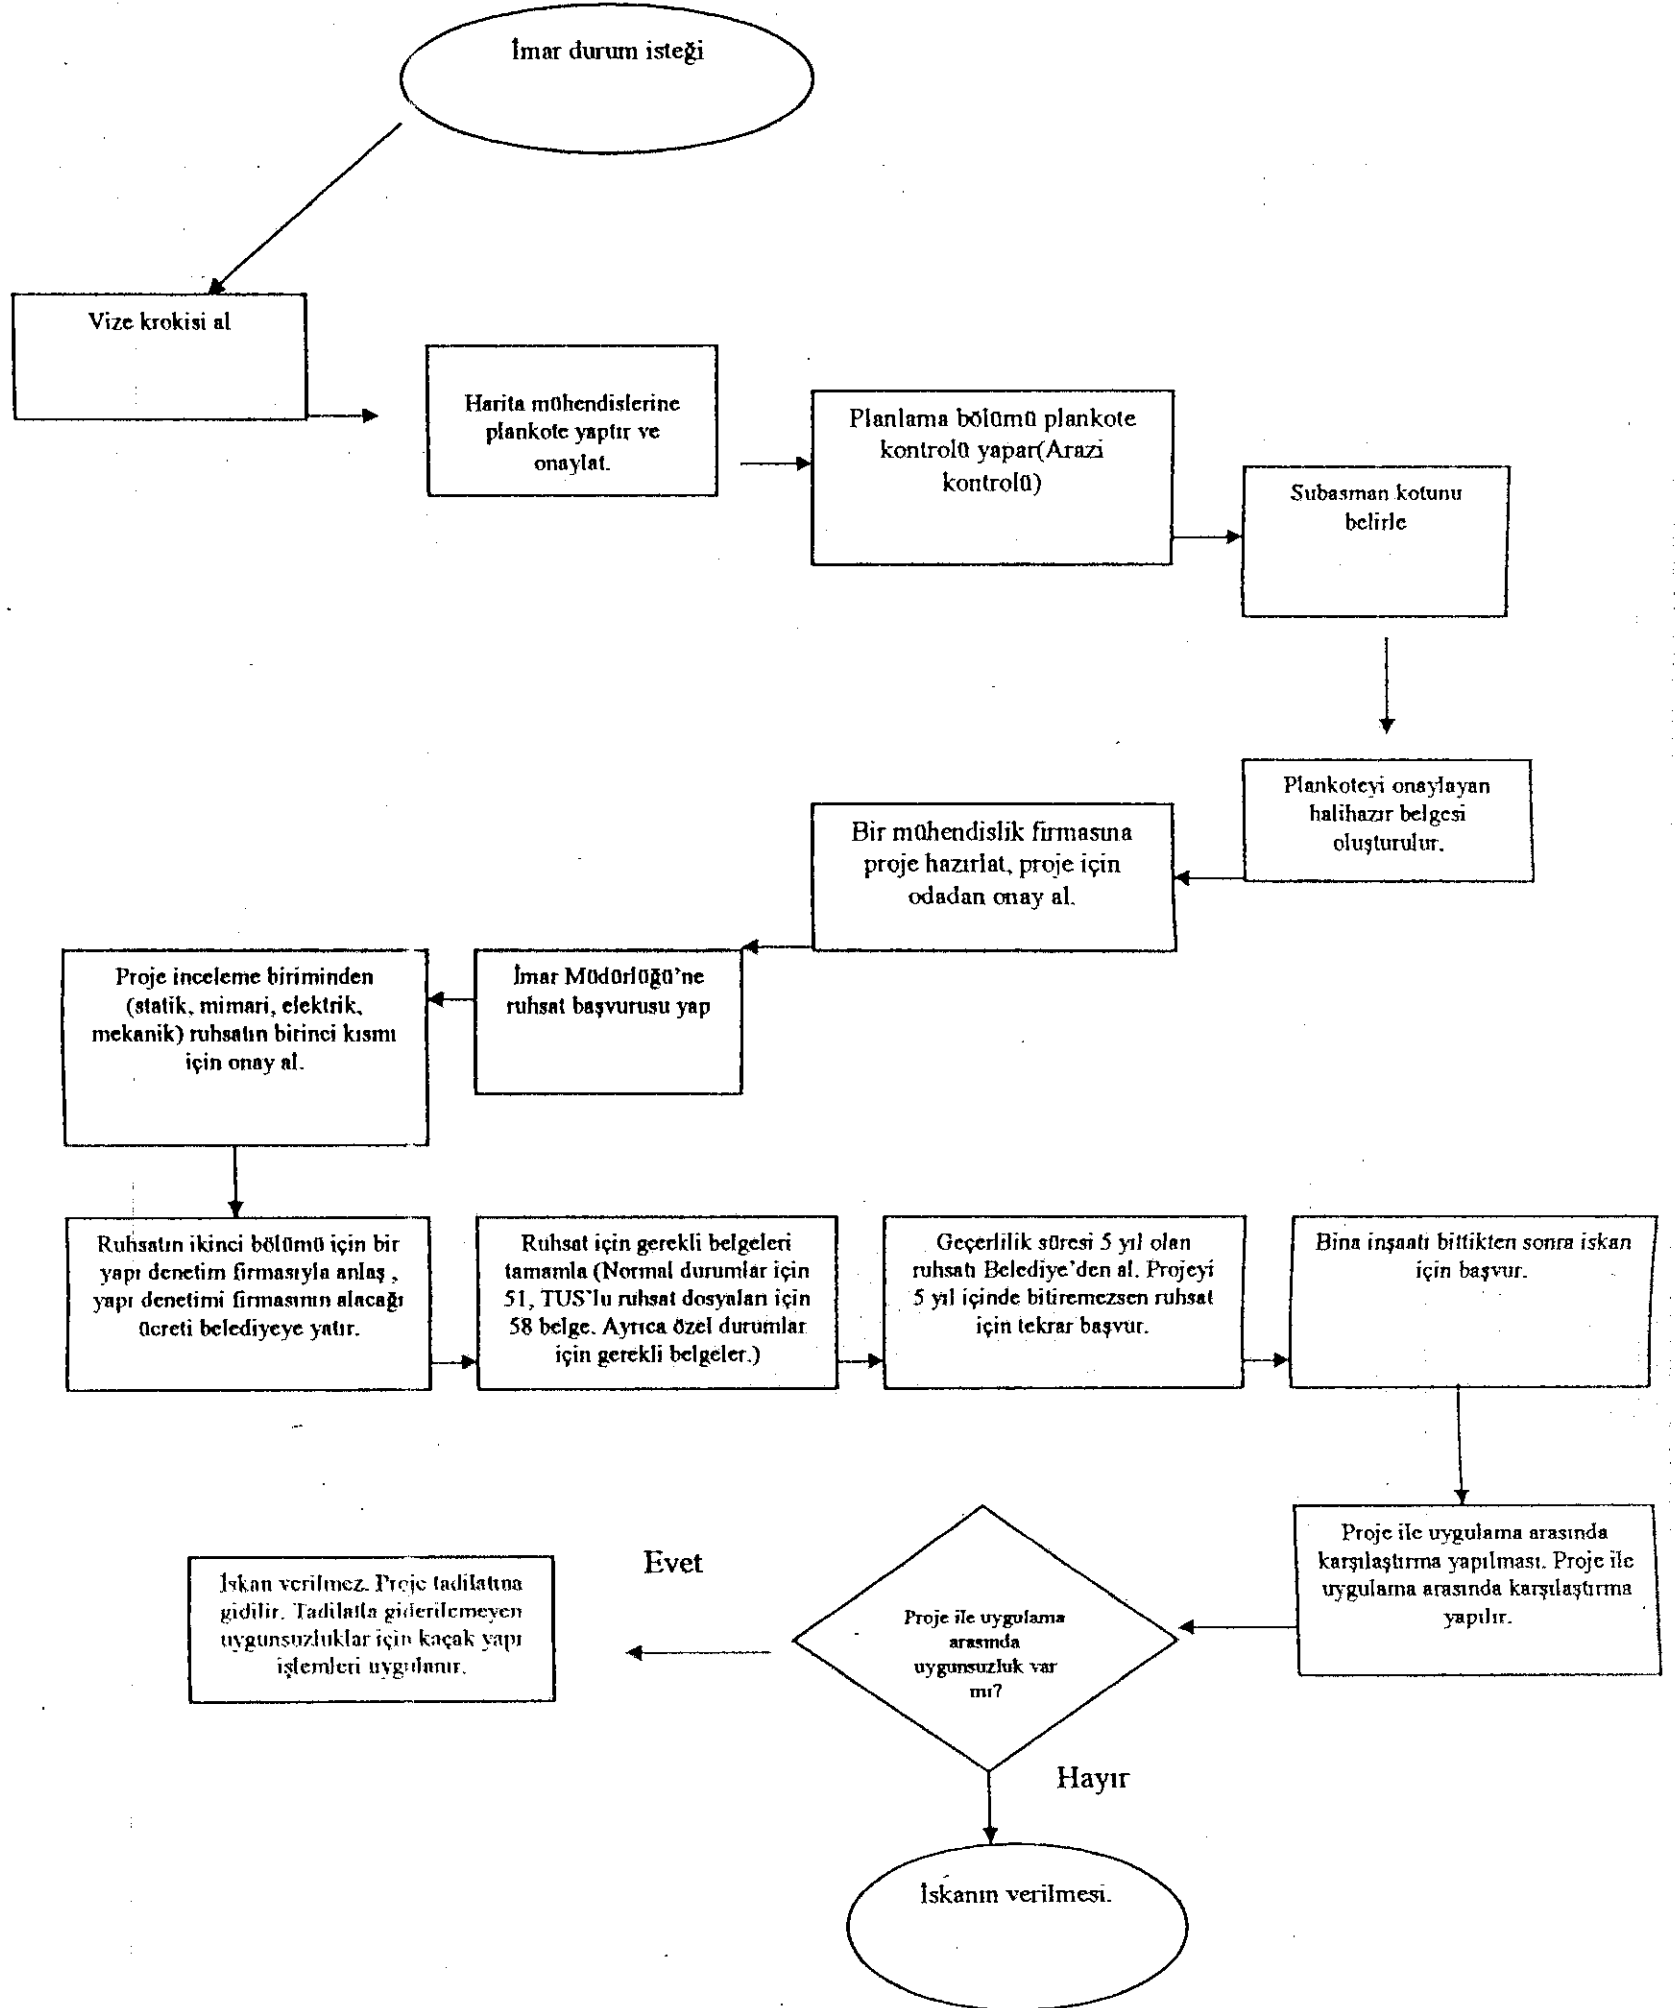 İmar durum isteği
Vize krokisi al
Harita mühendislerine
plankote yaptır ve
onaylat.
Planlama bölümü plankote
kontrolü yapar(Arazi
kontrolü)
Subasman kotunu
belirle
Plankoteyi onaylayan
halihazır belgesi
oluşturulur.
Bir mühendislik firmasına
proje hazırlat, proje için
odadan onay al.
İmar Müdürlüğü'ne
ruhsat başvurusu yap
Proje inceleme biriminden
(statik, mimari, elektrik,
mekanik) ruhsatın birinci kısmı
için onay al.
Ruhsatın ikinci bölümü için bir
yapı denetim firmasıyla anlaş ,
yapı denetimi firmasının alacağı
ücreti belediyeye yatır.
Ruhsat için gerekli belgeleri
tamamla (Normal durumlar için
51, TUS'lu ruhsat dosyaları için
58 belge. Ayrıca özel durumlar
için gerekli belgeler.)
Geçerlilik süresi 5 yıl olan
ruhsatı Belediye'den al. Projeyi
5 yıl içinde bitiremezsen ruhsat
için tekrar başvur.
Bina inşaatı bittikten sonra iskan
için başvur.
Proje ile uygulama arasında
karşılaştırma yapılması. Proje ile
uygulama arasında karşılaştırma
yapılır.
Proje ile uygulama
arasında
uygunsuzluk var
mı?
Evet
İskan verilmez. Proje tadilatına
gidilir. Tadilatla giderilemeyen
uygunsuzluklar için kaçak yapı
işlemleri uygulanır.
Hayır
İskanın verilmesi.